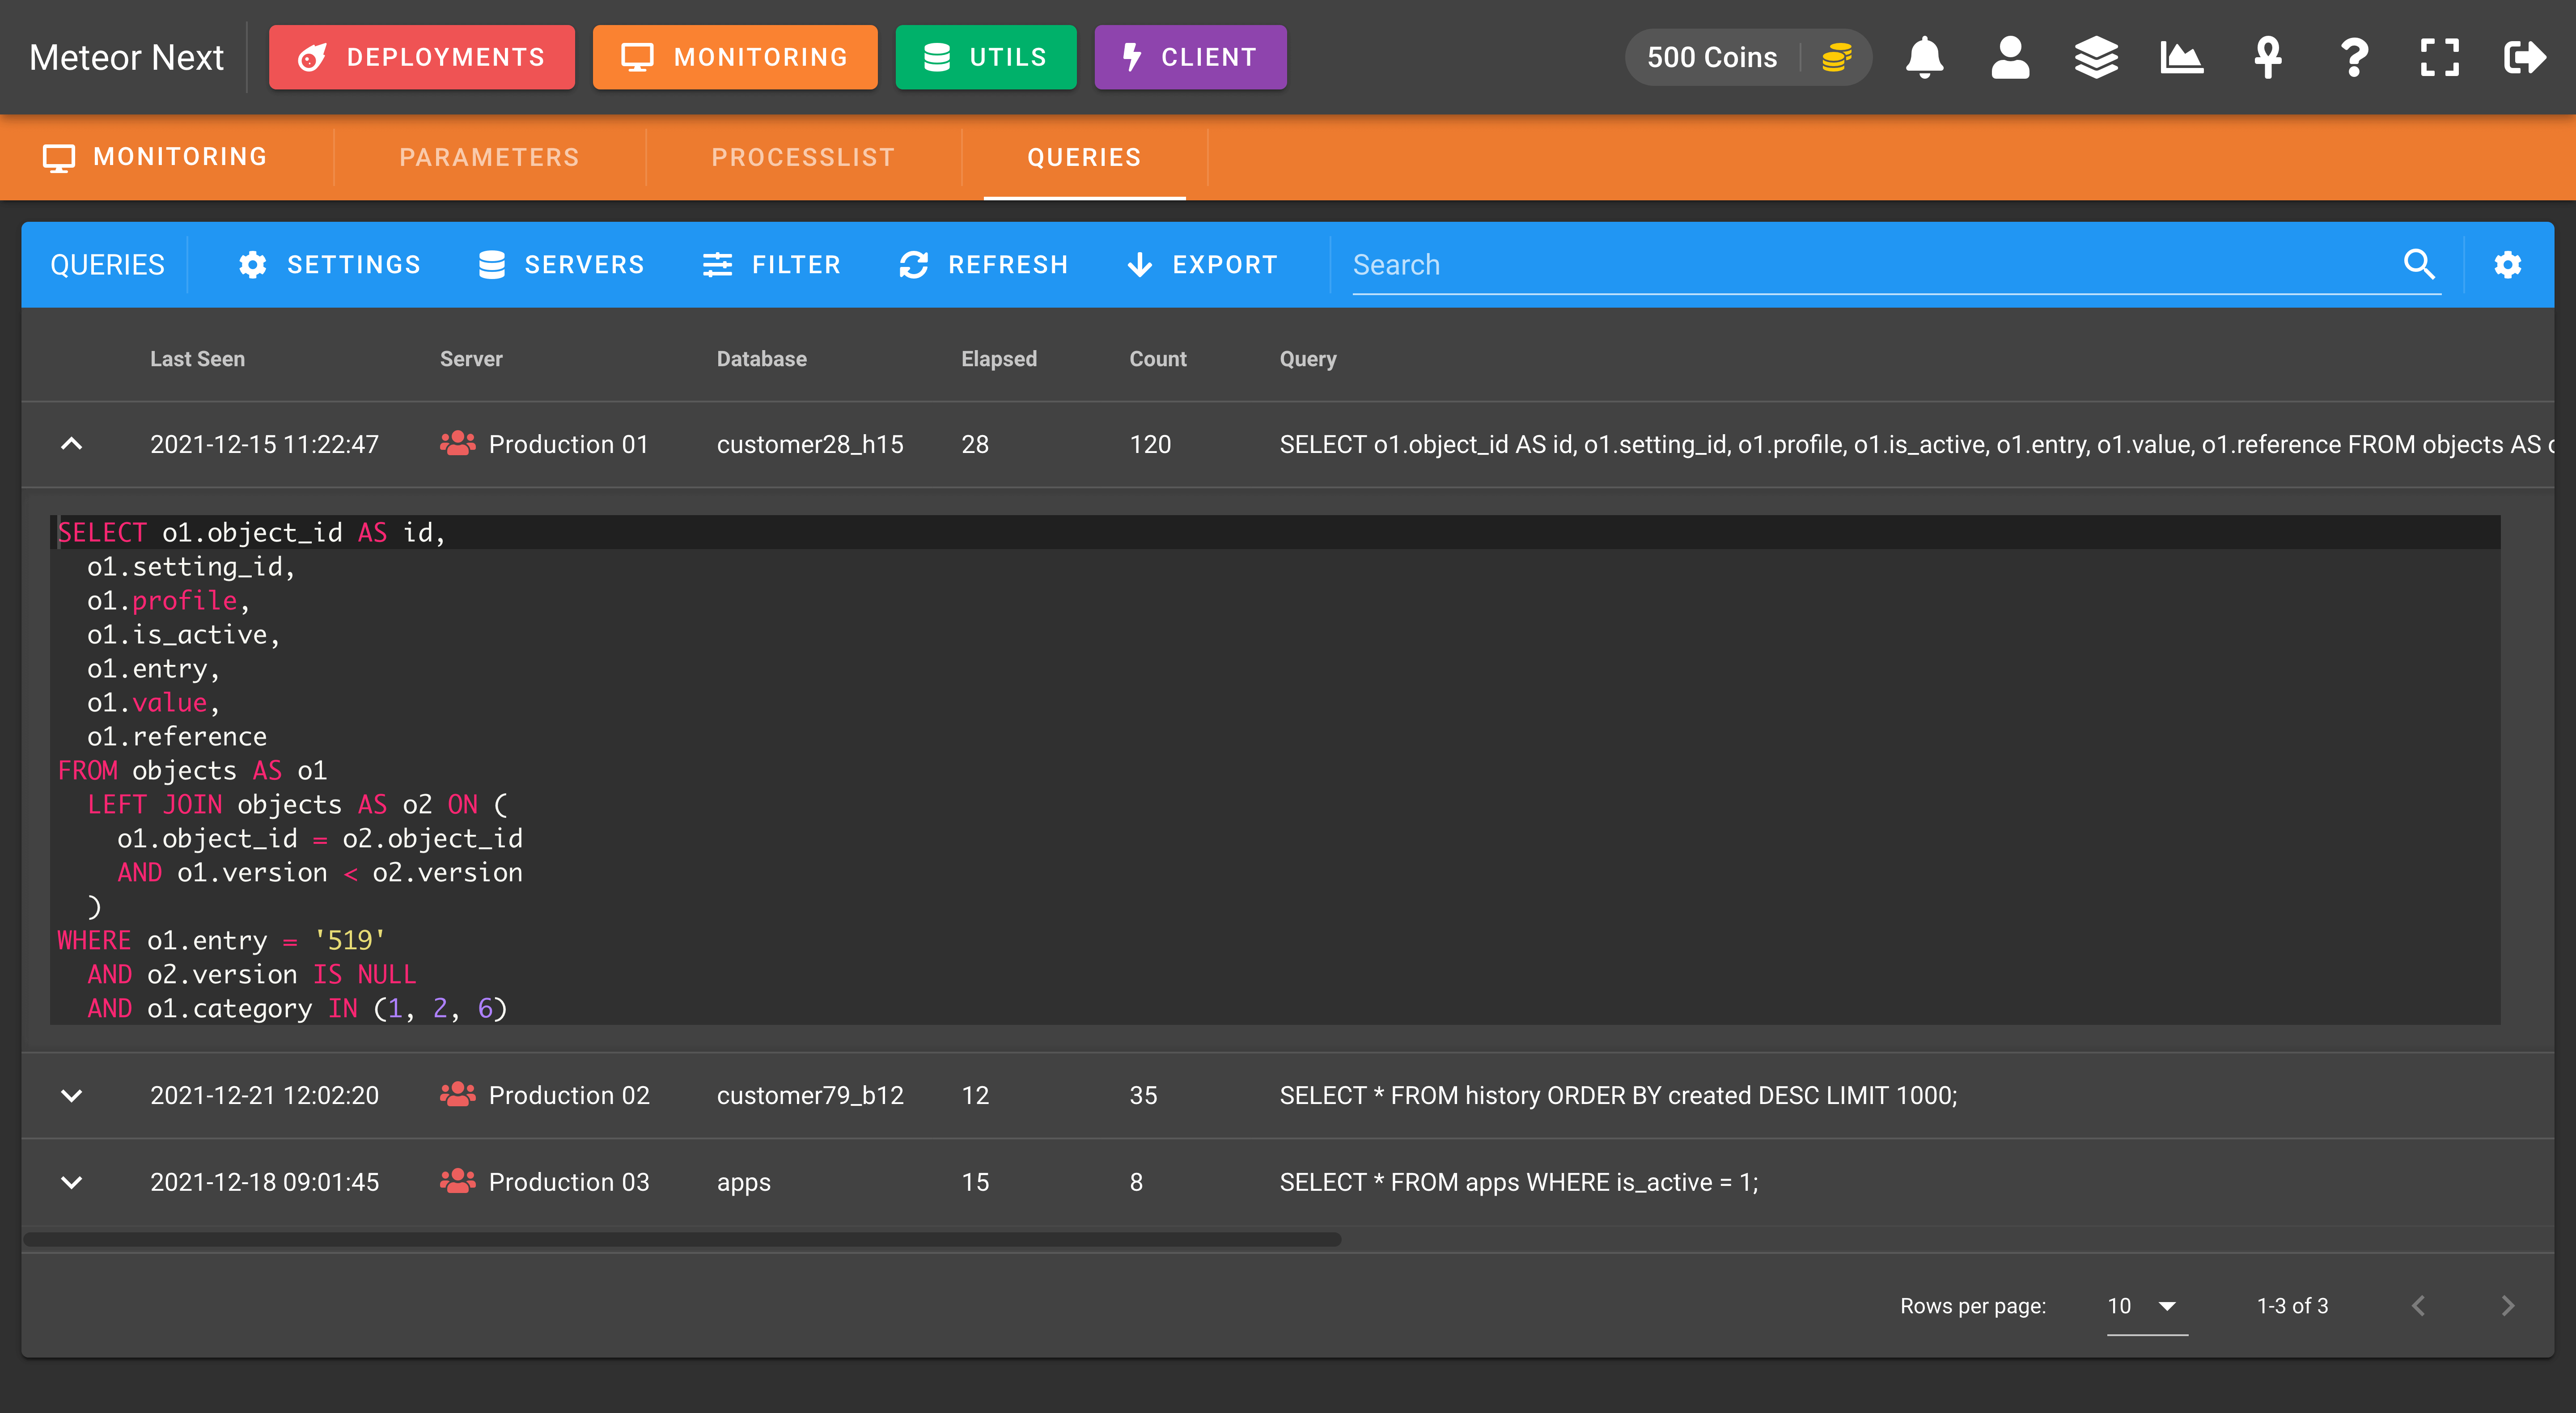 Meteor Next DEPLOYMENTS MONITORING UTILS CLIENT 500 Coins
MONITORING PARAMETERS PROCESSLIST QUERIES
QUERIES SETTINGS SERVERS FILTER REFRESH EXPORT Search
Last Seen Server Database Elapsed Count Query
2021-12-15 11:22:47 Production 01 customer28_h15 28 120 SELECT o1.object_id AS id, o1.setting_id, o1.profile, o1.is_active, o1.entry, o1.value, o1.reference FROM objects AS
SELECT o1.object_id AS id,
o1.setting_id,
o1.profile,
o1.is_active,
o1.entry,
o1.value,
o1.reference
FROM objects AS o1
LEFT JOIN objects AS o2 ON (
o1.object_id = o2.object_id
AND o1.version < o2.version
)
WHERE o1.entry = '519'
AND o2.version IS NULL
AND o1.category IN (1, 2, 6)
2021-12-21 12:02:20 Production 02 customer79_b12 12 35 SELECT * FROM history ORDER BY created DESC LIMIT 1000;
2021-12-18 09:01:45 Production 03 apps 15 8 SELECT * FROM apps WHERE is_active = 1;
Rows per page: 10 1-3 of 3